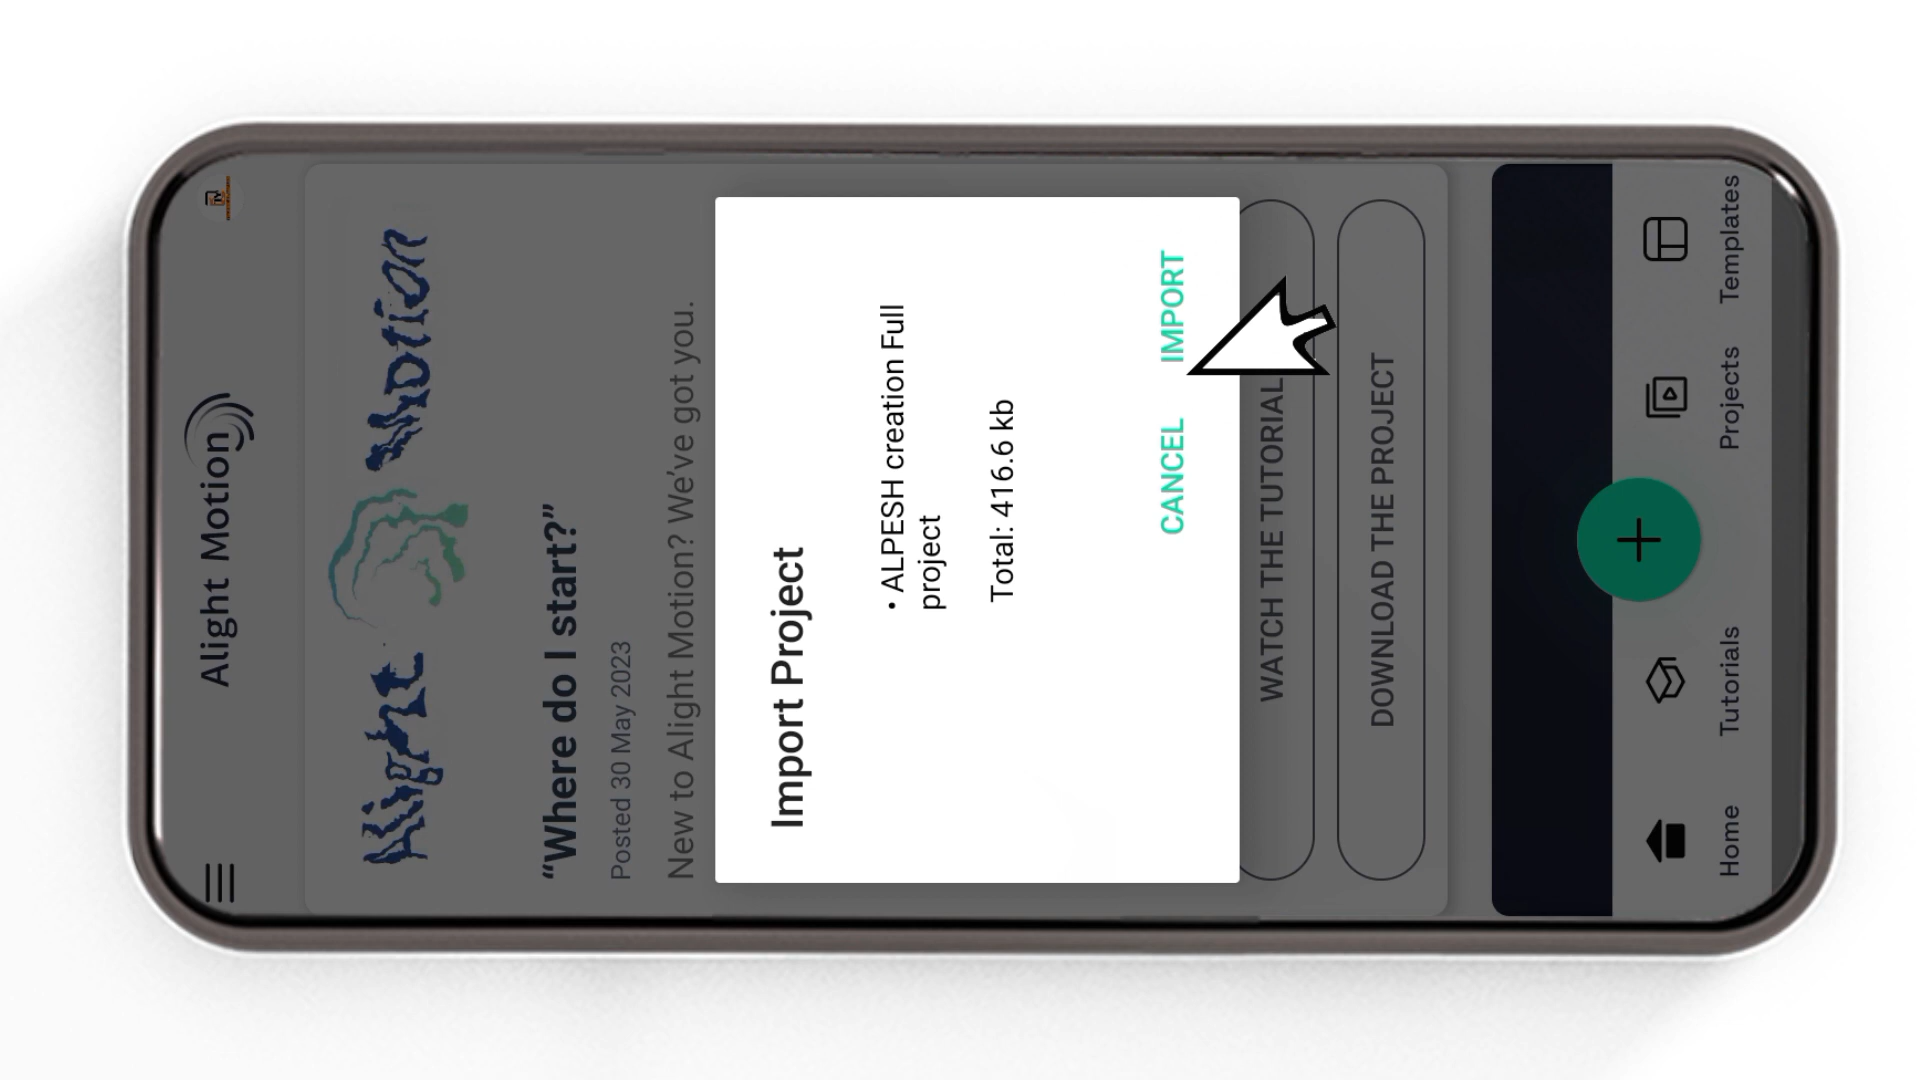 Alight Motion
Alight Motion
“Where do I start?”
Posted 30 May 2023
New to Alight Motion? We've got you.
Import Project
• ALPESH creation Full
project
Total: 416.6 kb
CANCEL IMPORT
WATCH THE TUTORIAL
DOWNLOAD THE PROJECT
Home Tutorials Projects Templates